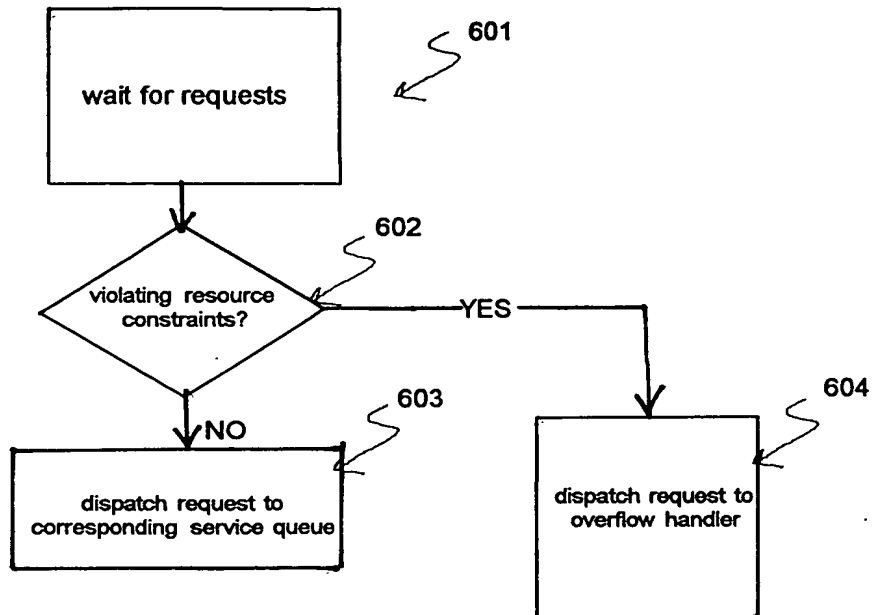 601
wait for requests
602
violating resource
constraints?
YES
603
604
NO
dispatch request to
corresponding service queue
dispatch request to
overflow handler